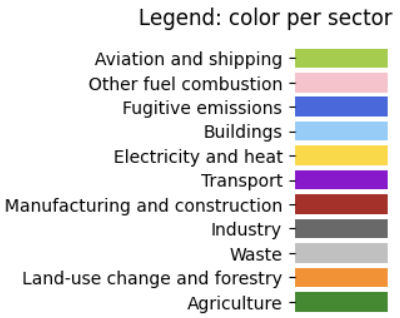 Legend: color per sector
Aviation and shipping
Other fuel combustion
Fugitive emissions
Buildings
Electricity and heat
Transport
Manufacturing and construction
Industry
Waste
Land-use change and forestry
Agriculture